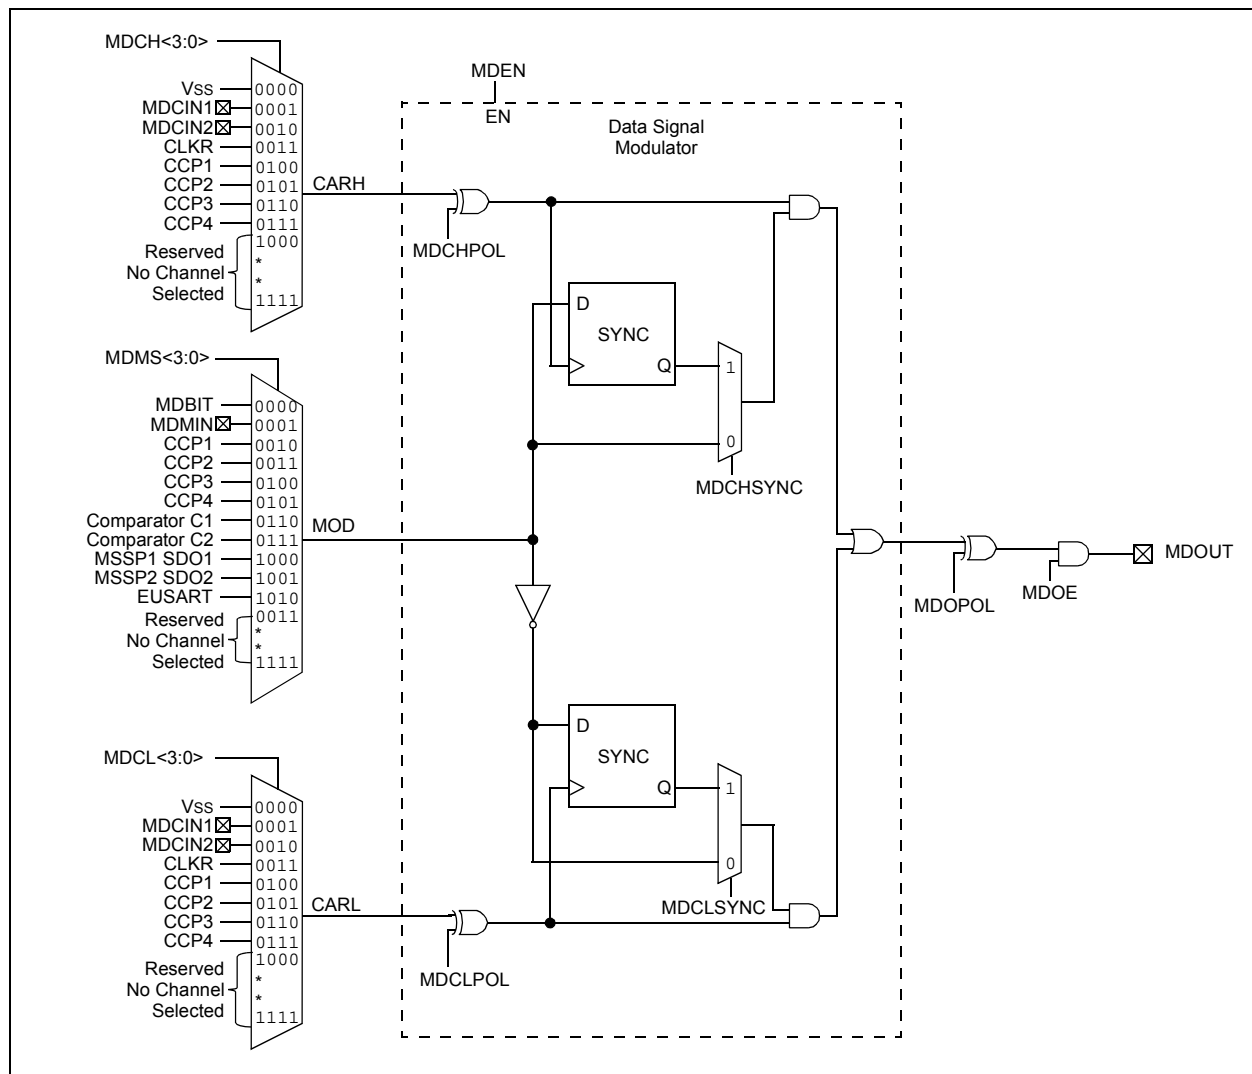 MDCH<3:0>
VSS 0000
MDCIN1 0001
MDCIN2 0010
CLKR 0011
CCP1 0100
CCP2 0101
CCP3 0110
CCP4 0111
Reserved
No Channel
Selected
1000
*
*
1111
CARH
MDEN
EN
Data Signal
Modulator
MDCHPOL
D
SYNC
Q
1
0
MDCHSYNC
MDMS<3:0>
MDBIT 0000
MDMIN 0001
CCP1 0010
CCP2 0011
CCP3 0100
CCP4 0101
Comparator C1 0110
Comparator C2 0111
MSSP1 SDO1 1000
MSSP2 SDO2 1001
EUSART 1010
Reserved
No Channel
Selected
0011
*
*
1111
MOD
MDOPOL
MDOE
MDOUT
D
SYNC
Q
1
0
MDCLSYNC
MDCL<3:0>
VSS 0000
MDCIN1 0001
MDCIN2 0010
CLKR 0011
CCP1 0100
CCP2 0101
CCP3 0110
CCP4 0111
Reserved
No Channel
Selected
1000
*
*
1111
CARL
MDCLPOL